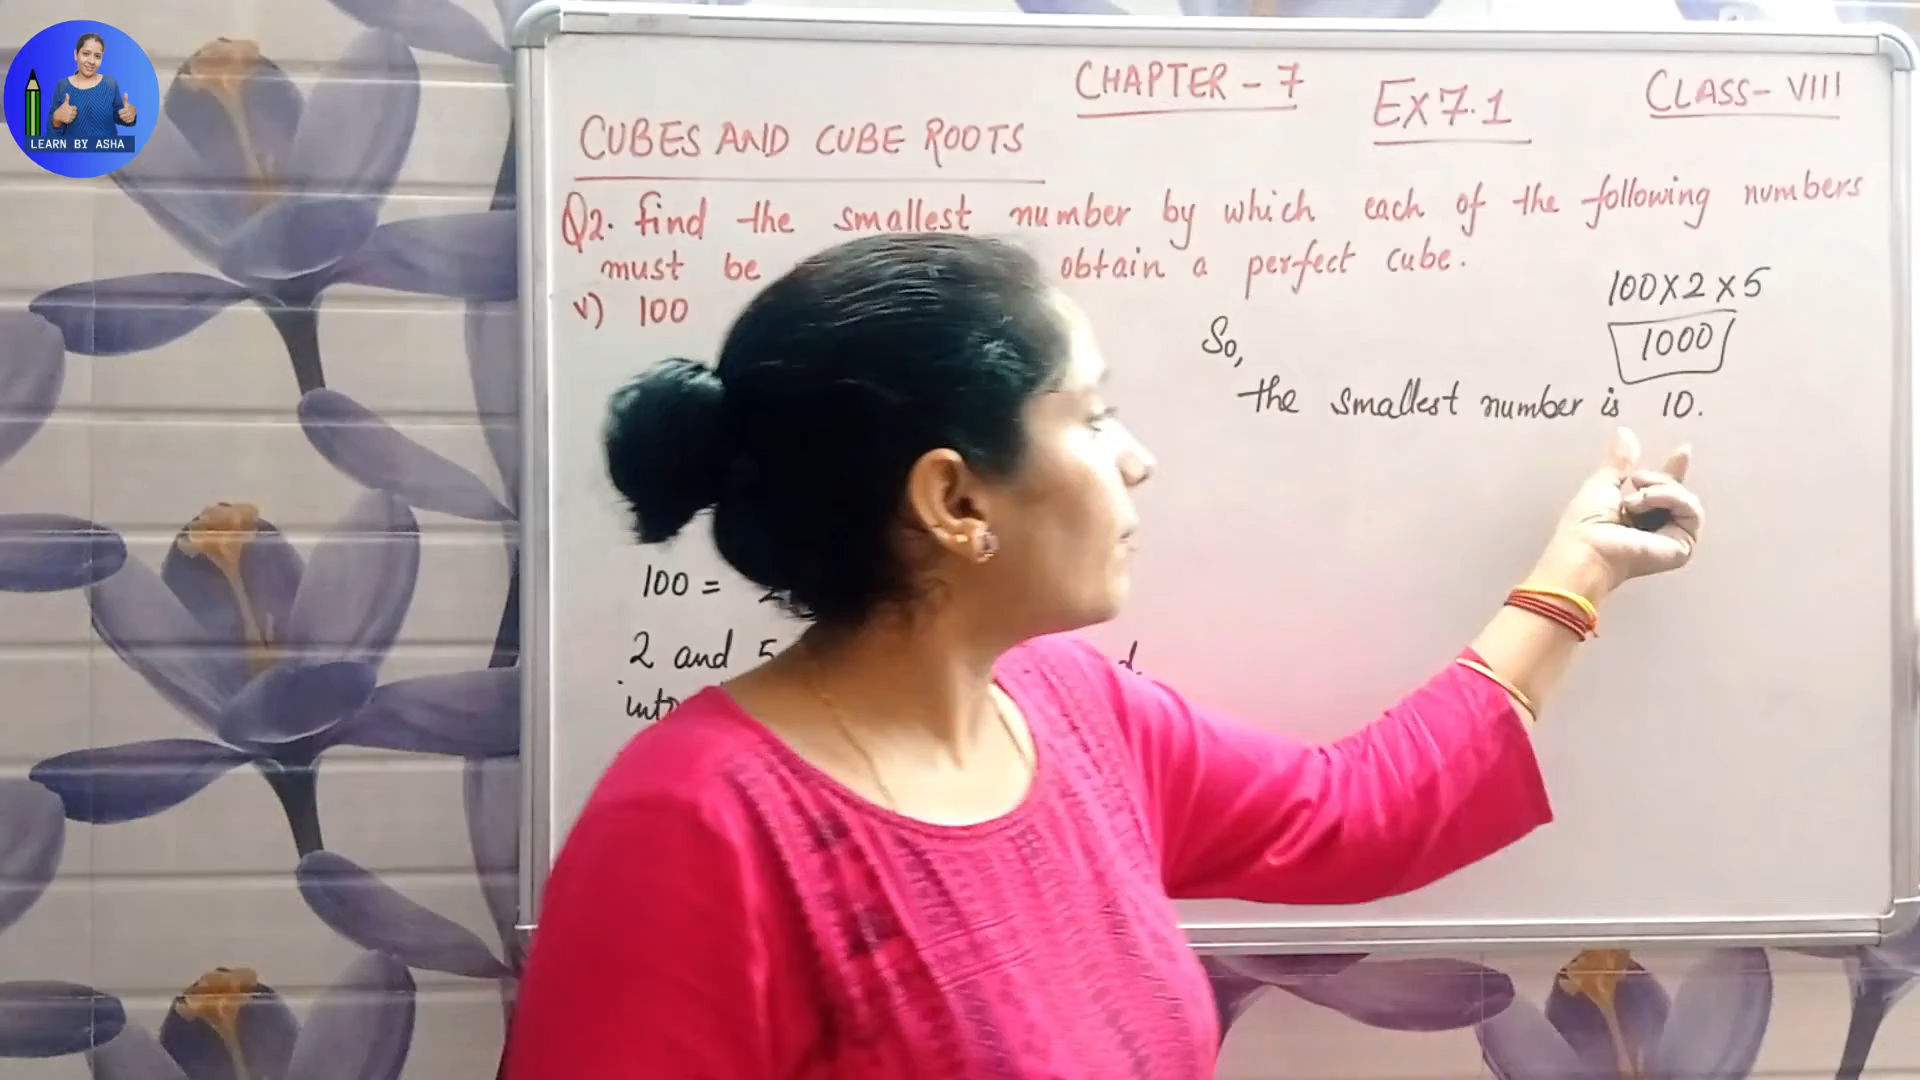 LEARN BY ASHA
CHAPTER - 7
EX 7.1
CLASS - VIII
CUBES AND CUBE ROOTS
Q2. find the smallest number by which each of the following numbers
must be obtain a perfect cube.
v) 100
100 X 2 X 5
1000
So,
the smallest number is 10.
100 =
2 and 5